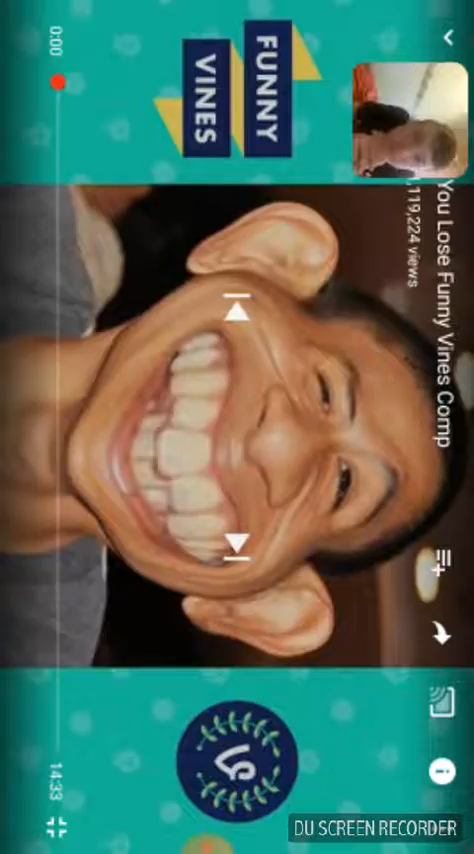 You Lose Funny Vines Comp
,119,224 views
FUNNY
VINES
0:00
14:33
DU SCREEN RECORDER